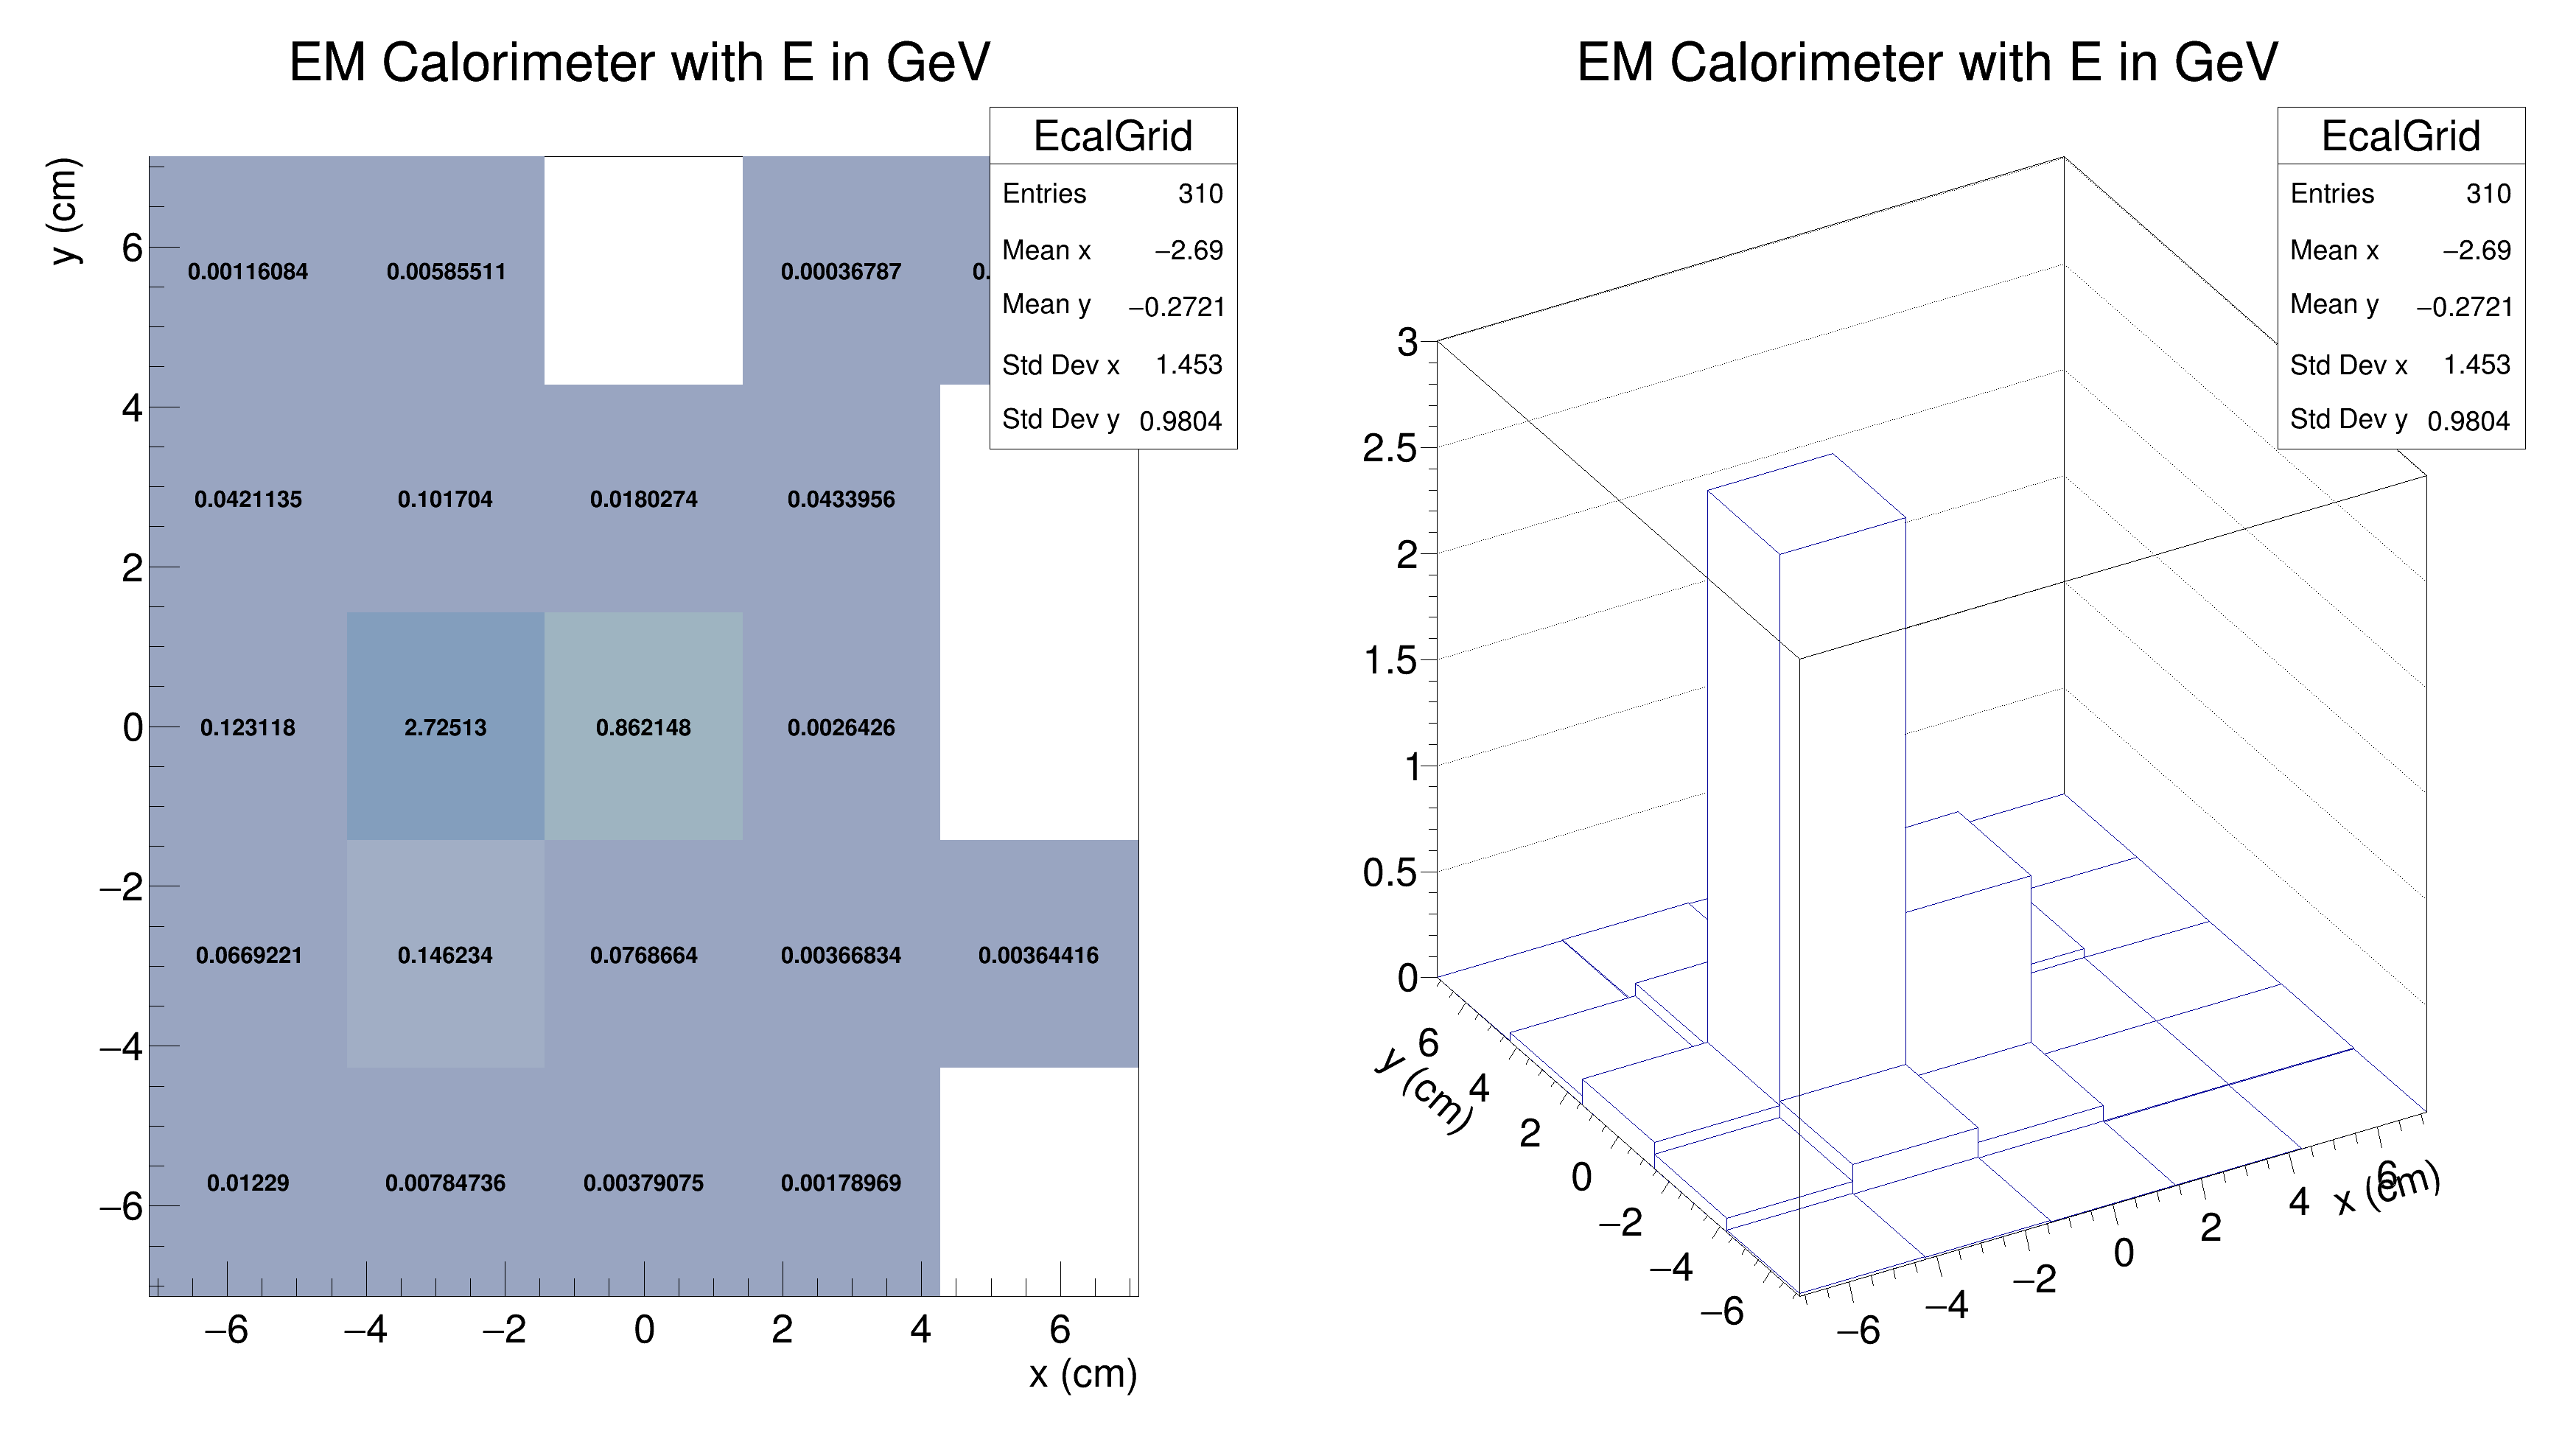 EM Calorimeter with E in GeV
EcalGrid
Entries 310
Mean x −2.69
Mean y −0.2721
Std Dev x 1.453
Std Dev y 0.9804
y (cm)
6
4
2
0
−2
−4
−6
0.00116084 0.00585511 0.00036787 0.
0.0421135 0.101704 0.0180274 0.0433956
0.123118 2.72513 0.862148 0.0026426
0.0669221 0.146234 0.0768664 0.00366834 0.00364416
0.01229 0.00784736 0.00379075 0.00178969
−6 −4 −2 0 2 4 6
x (cm)
EM Calorimeter with E in GeV
EcalGrid
Entries 310
Mean x −2.69
Mean y −0.2721
Std Dev x 1.453
Std Dev y 0.9804
3
2.5
2
1.5
1
0.5
0
6
4
2
0
−2
−4
−6
y (cm)
−6
−4
−2
0
2
4
6
x (cm)